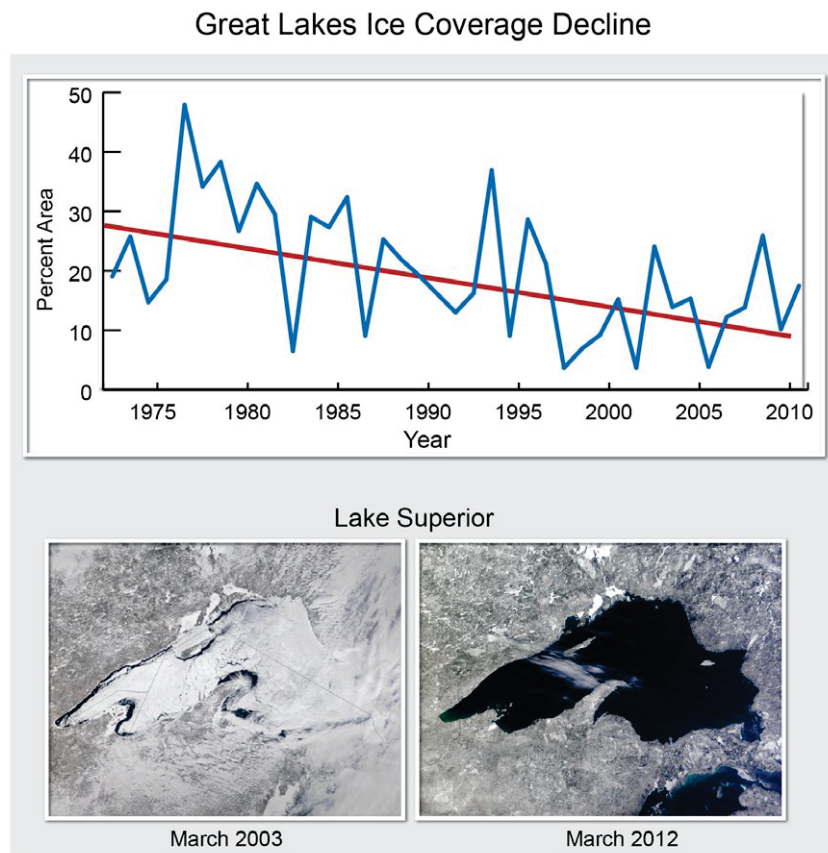 Great Lakes Ice Coverage Decline
50
40
30
20
10
0
Percent Area
1975 1980 1985 1990 1995 2000 2005 2010
Year
Lake Superior
March 2003 March 2012